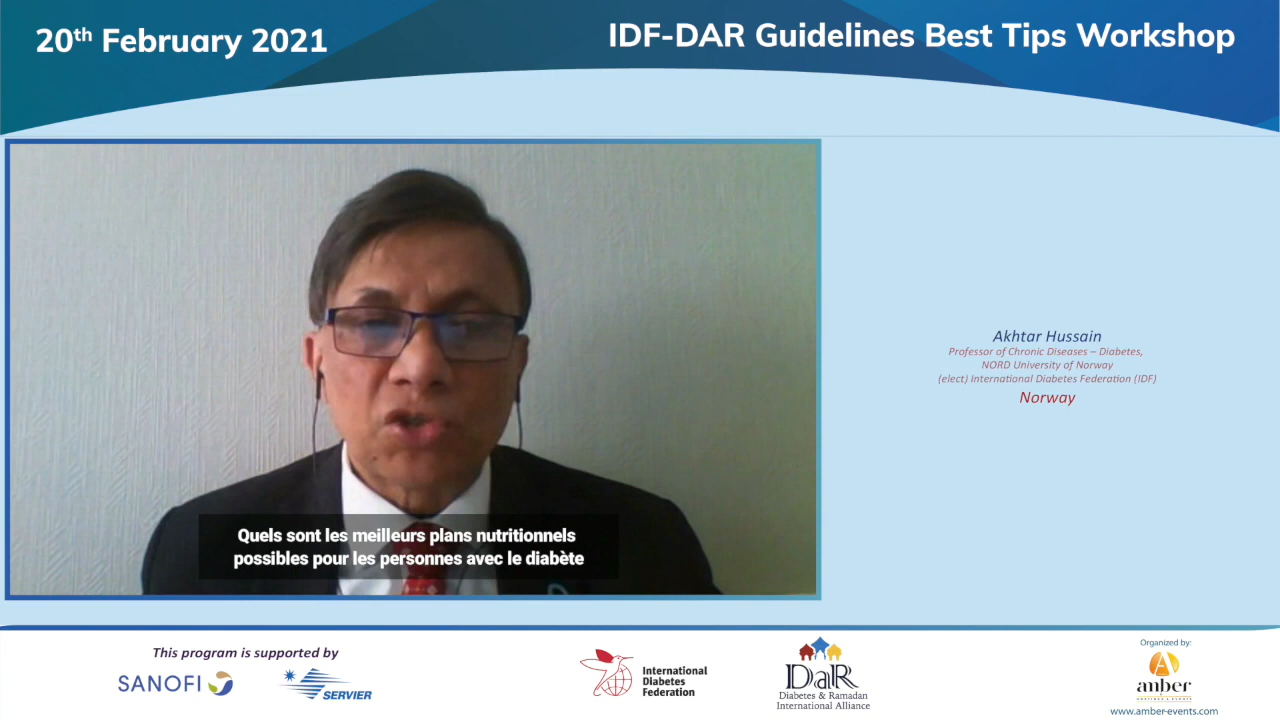 20th February 2021
IDF-DAR Guidelines Best Tips Workshop
Quels sont les meilleurs plans nutritionnels
possibles pour les personnes avec le diabète
Akhtar Hussain
Professor of Chronic Diseases – Diabetes,
NORD University of Norway
(elect) International Diabetes Federation (IDF)
Norway
This program is supported by
SANOFI
SERVIER
International
Diabetes
Federation
DaR
Diabetes & Ramadan
International Alliance
Organized by:
anber
www.amber-events.com